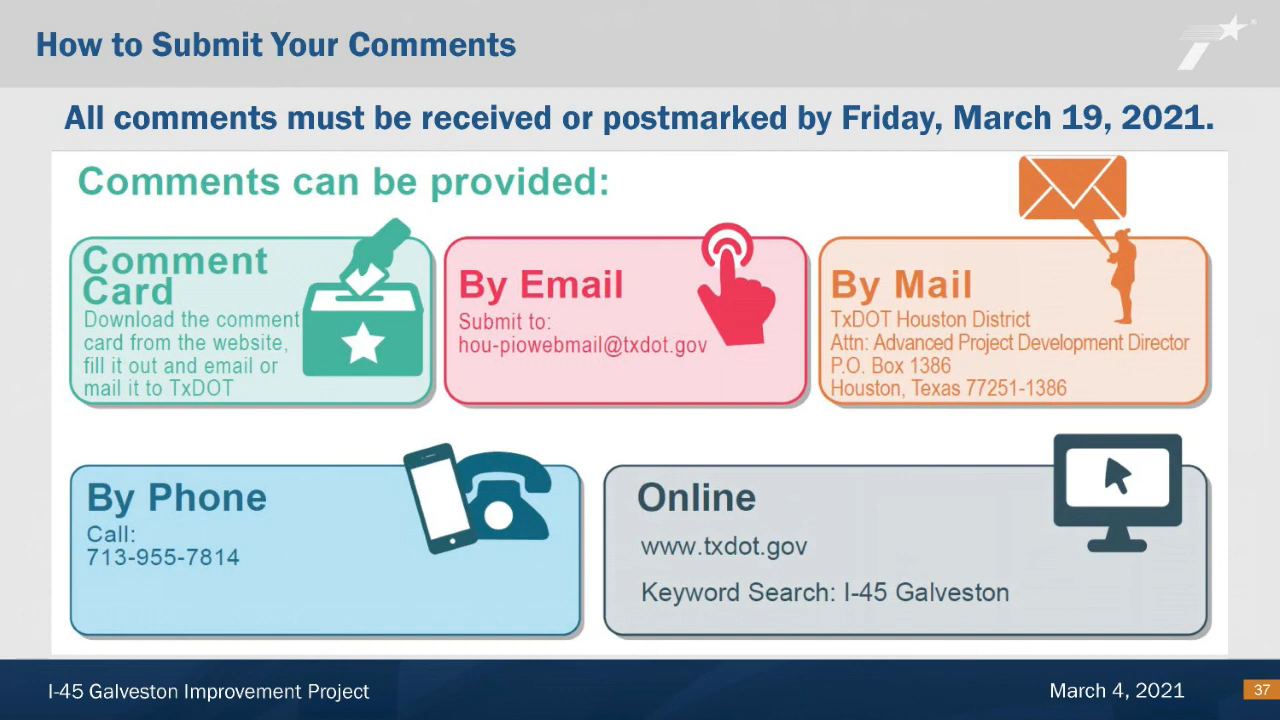 How to Submit Your Comments
All comments must be received or postmarked by Friday, March 19, 2021.
Comments can be provided:
Comment
Card
Download the comment
card from the website,
fill it out and email or
mail it to TxDOT
By Email
Submit to:
hou-piowebmail@txdot.gov
By Mail
TxDOT Houston District
Attn: Advanced Project Development Director
P.O. Box 1386
Houston, Texas 77251-1386
By Phone
Call:
713-955-7814
Online
www.txdot.gov
Keyword Search: I-45 Galveston
I-45 Galveston Improvement Project
March 4, 2021
37